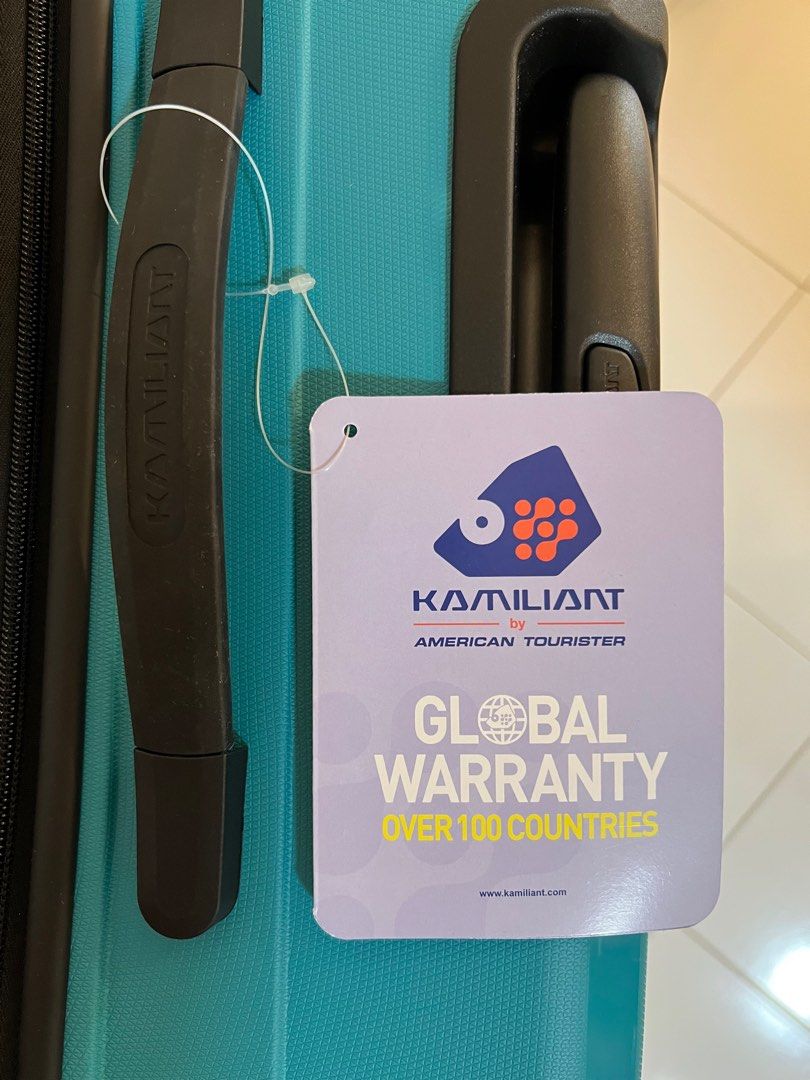 KAMILIANT
KAMILIANT
by
AMERICAN TOURISTER
GLOBAL
WARRANTY
OVER 100 COUNTRIES
www.kamiliant.com